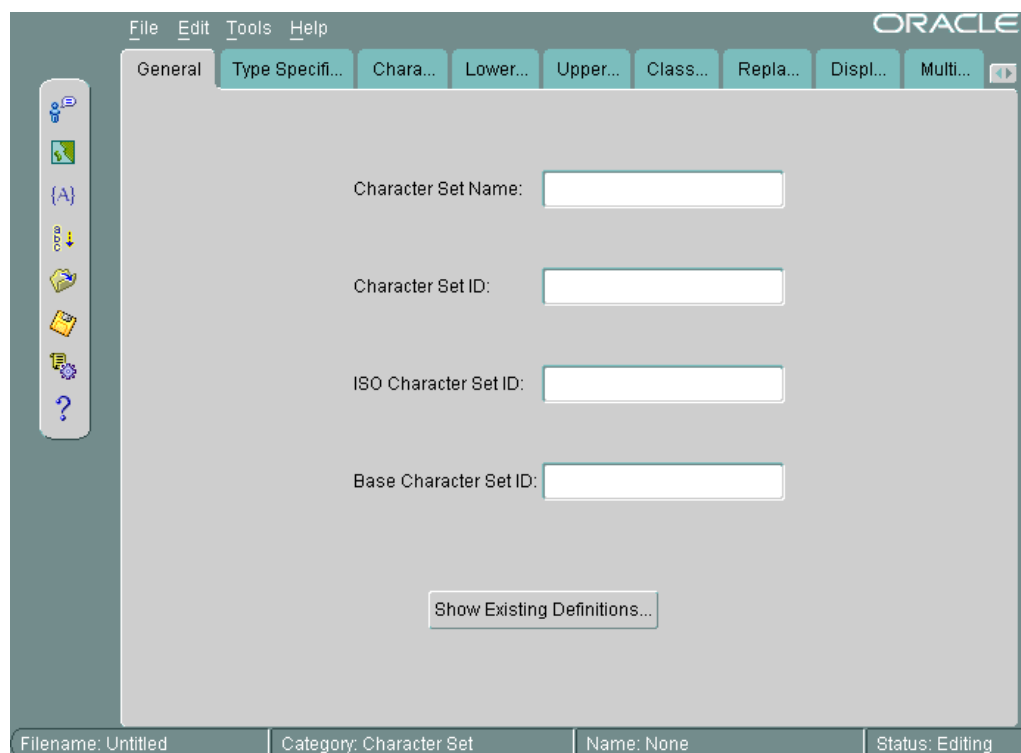 File Edit Tools Help
ORACLE
General Type Specifi... Chara... Lower... Upper... Class... Repla... Displ... Multi...
{A}
a
b
c
Character Set Name:
Character Set ID:
ISO Character Set ID:
?
Base Character Set ID:
Show Existing Definitions...
Filename: Untitled Category: Character Set Name: None Status: Editing